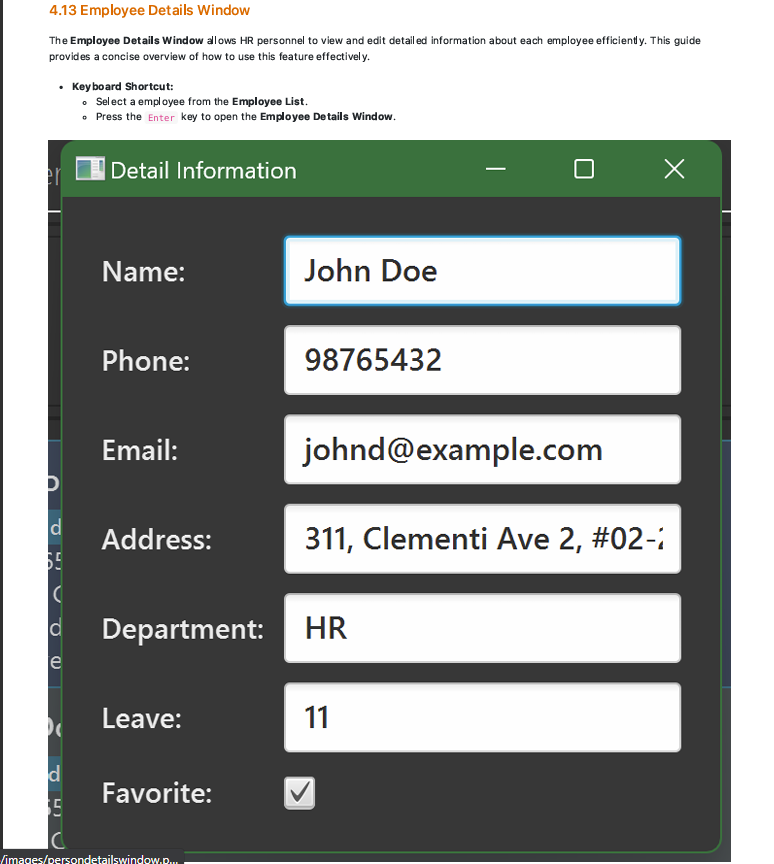 4.13 Employee Details Window
The Employee Details Window allows HR personnel to view and edit detailed information about each employee efficiently. This guide
provides a concise overview of how to use this feature effectively.
Keyboard Shortcut:
Select a employee from the Employee List.
Press the Enter key to open the Employee Details Window.
Detail Information
Name: John Doe
Phone: 98765432
Email: johnd@example.com
Address: 311, Clementi Ave 2, #02-
Department: HR
Leave: 11
Favorite:
/images/persondetailswindow.p...